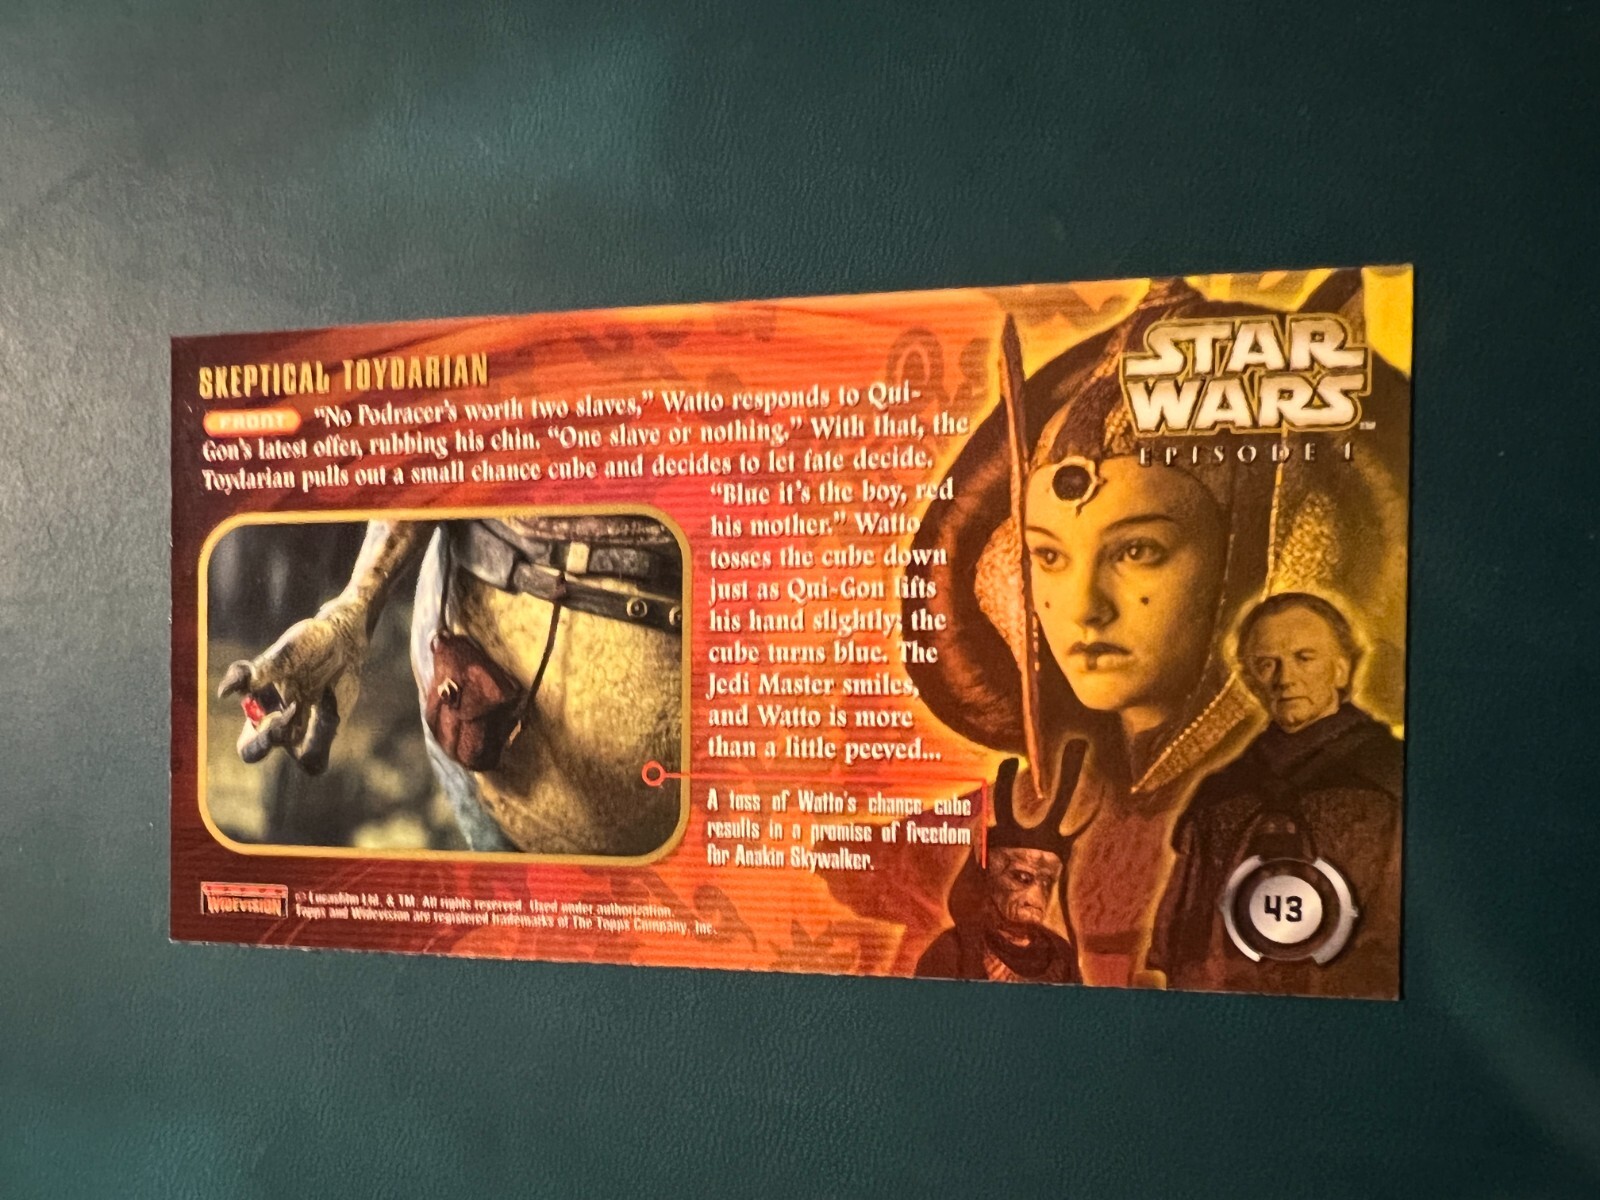 SKEPTICAL TOYDARIAN
FRONT "No Podracer's worth two slaves," Watto responds to Qui-
Gon's latest offer, rubbing his chin. "One slave or nothing." With that, the
Toydarian pulls out a small chance cube and decides to let fate decide.
"Blue it's the boy, red
his mother." Watto
tosses the cube down
just as Qui-Gon lifts
his hand slightly; the
cube turns blue. The
Jedi Master smiles,
and Watto is more
than a little peeved...
A toss of Watto's chance cube
results in a promise of freedom
for Anakin Skywalker.
WIDEVISION
© Lucasfilm Ltd. & TM. All rights reserved. Used under authorization.
Topps and Widevision are registered trademarks of The Topps Company, Inc.
STAR
WARS™
EPISODE I
43